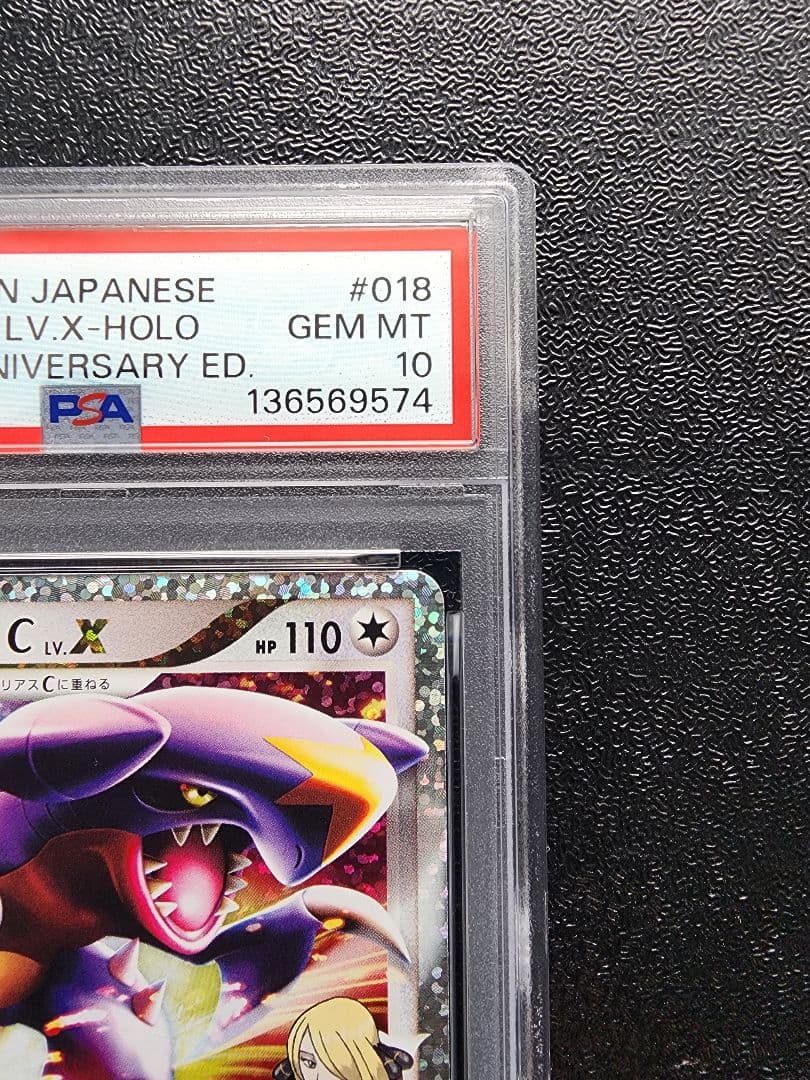 N JAPANESE #018
LV.X-HOLO GEM MT
NIVERSARY ED. 10
PSA 136569574
C LV.X HP 110
リアスCに重ねる